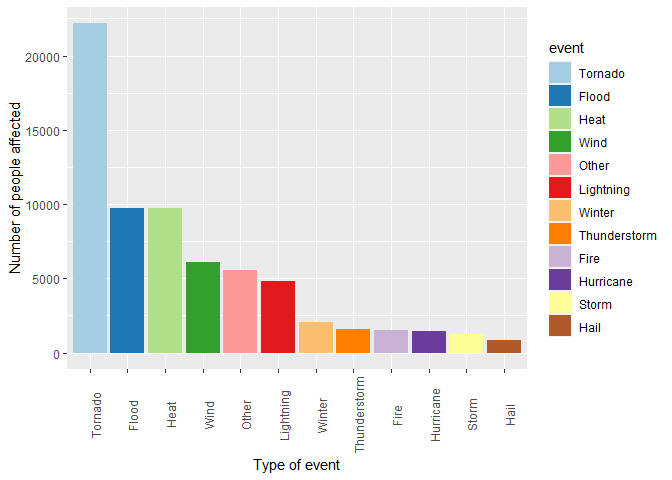 Number of people affected
20000
15000
10000
5000
0
Tornado
Flood
Heat
Wind
Other
Lightning
Winter
Thunderstorm
Fire
Hurricane
Storm
Hail
Type of event
event
Tornado
Flood
Heat
Wind
Other
Lightning
Winter
Thunderstorm
Fire
Hurricane
Storm
Hail